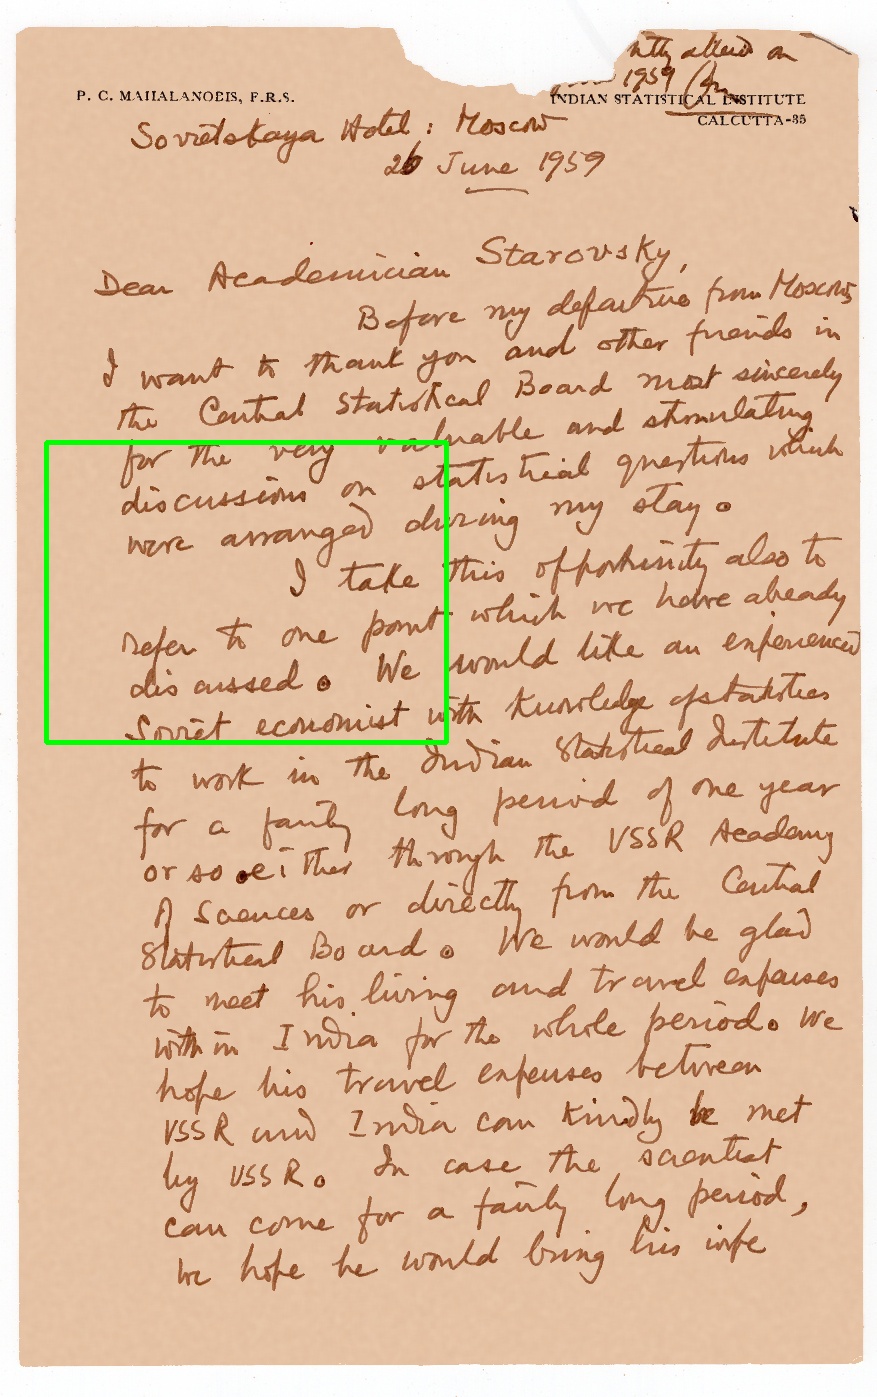 ntly allied on
1959
P. C. MAHALANOBIS, F.R.S.
INDIAN STATISTICAL INSTITUTE
CALCUTTA-35
Sovietskaya Hotel : Moscow
26 June 1959
Dear Academician Starovsky,
Before my departure from Moscow
I want to thank you and other friends in
the Central Statistical Board most sincerely
for the very valuable and stimulating
discussions on statistical questions which
were arranged during my stay.
I take this opportunity also to
refer to one point which we have already
discussed. We would like an experienced
Soviet economist with knowledge of statistics
to work in the Indian Statistical Institute
for a fairly long period of one year
or so either through the USSR Academy
of Sciences or directly from the Central
Statistical Board. We would be glad
to meet his living and travel expenses
within India for the whole period. We
hope his travel expenses between
USSR and India can kindly be met
by USSR. In case the scientist
can come for a fairly long period,
we hope he would bring his wife